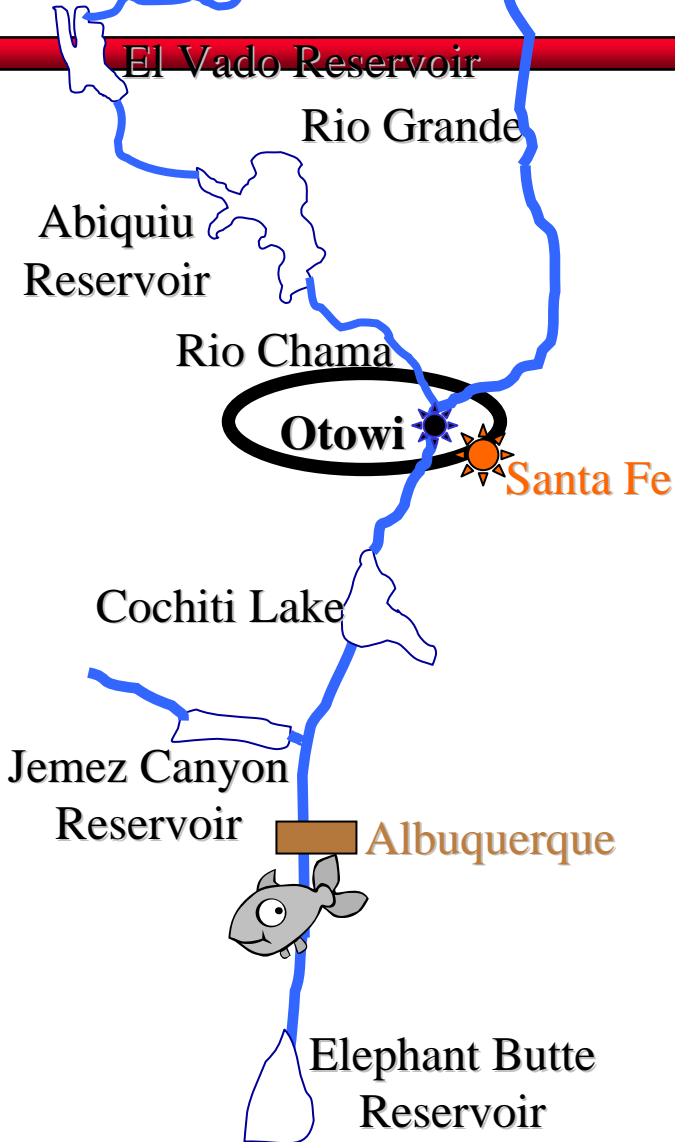 El Vado Reservoir
Rio Grande
Abiquiu
Reservoir
Rio Chama
Otowi
Santa Fe
Cochiti Lake
Jemez Canyon
Reservoir
Albuquerque
Elephant Butte
Reservoir